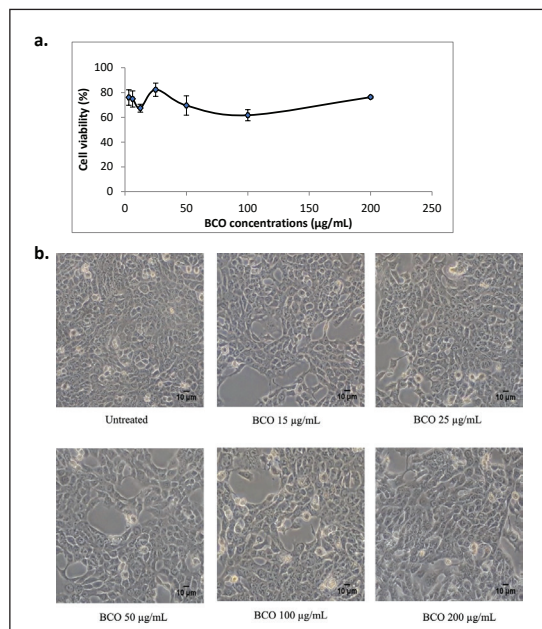 a.
100
80
60
40
20
0
Cell viability (%)
0 50 100 150 200 250
BCO concentrations (µg/mL)
b.
10 µm 10 µm 10 µm
Untreated BCO 15 µg/mL BCO 25 µg/mL
10 µm 10 µm 10 µm
BCO 50 µg/mL BCO 100 µg/mL BCO 200 µg/mL